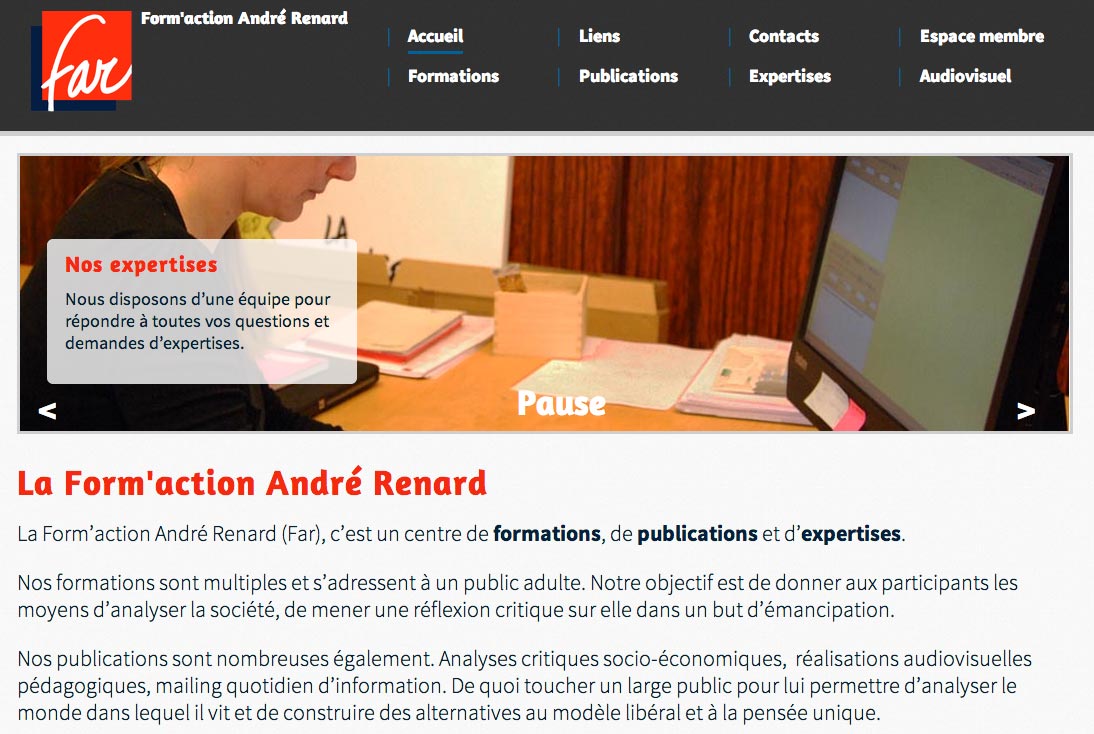 far
Form'action André Renard
Accueil
Liens
Contacts
Espace membre
Formations
Publications
Expertises
Audiovisuel
LA
Nos expertises
Nous disposons d’une équipe pour
répondre à toutes vos questions et
demandes d’expertises.
<
Pause
>
La Form'action André Renard
La Form’action André Renard (Far), c’est un centre de formations, de publications et d’expertises.
Nos formations sont multiples et s’adressent à un public adulte. Notre objectif est de donner aux participants les
moyens d’analyser la société, de mener une réflexion critique sur elle dans un but d’émancipation.
Nos publications sont nombreuses également. Analyses critiques socio-économiques,  réalisations audiovisuelles
pédagogiques, mailing quotidien d’information. De quoi toucher un large public pour lui permettre d’analyser le
monde dans lequel il vit et de construire des alternatives au modèle libéral et à la pensée unique.